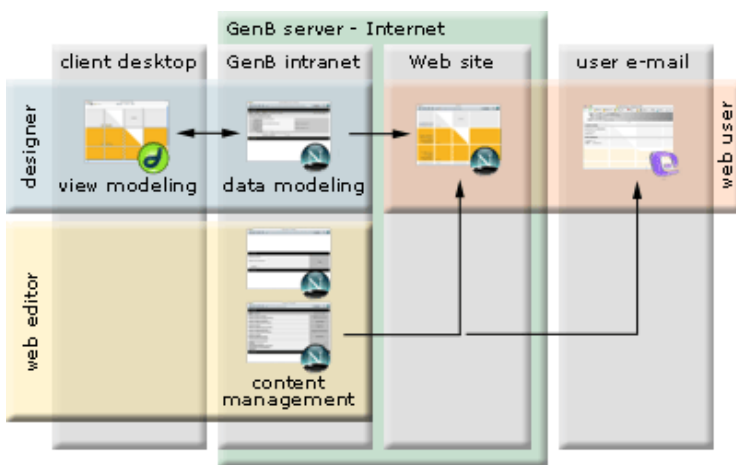 GenB server - Internet
client desktop
GenB intranet
Web site
user e-mail
designer
view modeling
data modeling
web user
web editor
content
management